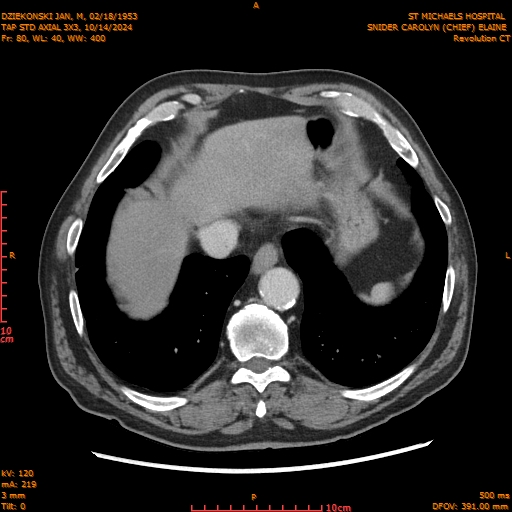 A
DZIEKONSKI JAN, M, 02/18/1953
TAP STD AXIAL 3X3, 10/14/2024
Fr: 80, WL: 40, WW: 400
ST MICHAELS HOSPITAL
SNIDER CAROLYN (CHIEF) ELAINE
Revolution CT
R
L
10
cm
kV: 120
mA: 219
3 mm
Tilt: 0
P
10cm
500 ms
DFOV: 391.00 mm